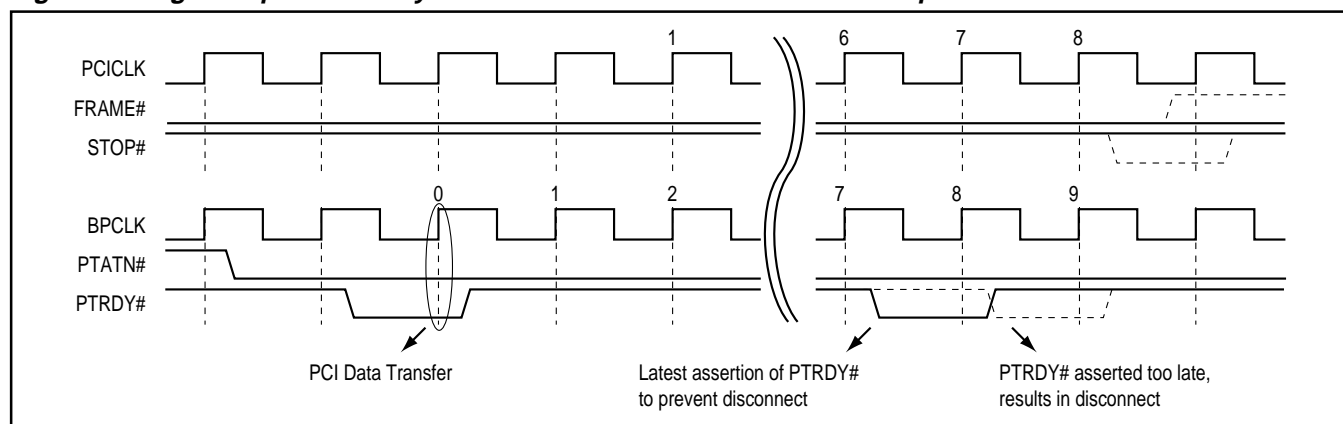 1 6 7 8
PCICLK
FRAME#
STOP#
0 1 2 7 8 9
BPCLK
PTATN#
PTRDY#
PCI Data Transfer
Latest assertion of PTRDY#
to prevent disconnect
PTRDY# asserted too late,
results in disconnect